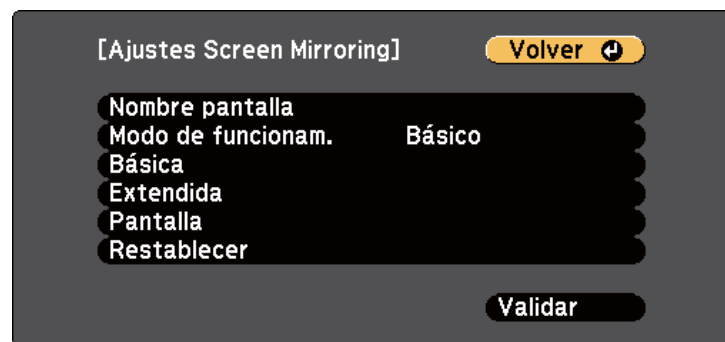 [Ajustes Screen Mirroring] Volver
Nombre pantalla
Modo de funcionam. Básico
Básica
Extendida
Pantalla
Restablecer
Validar